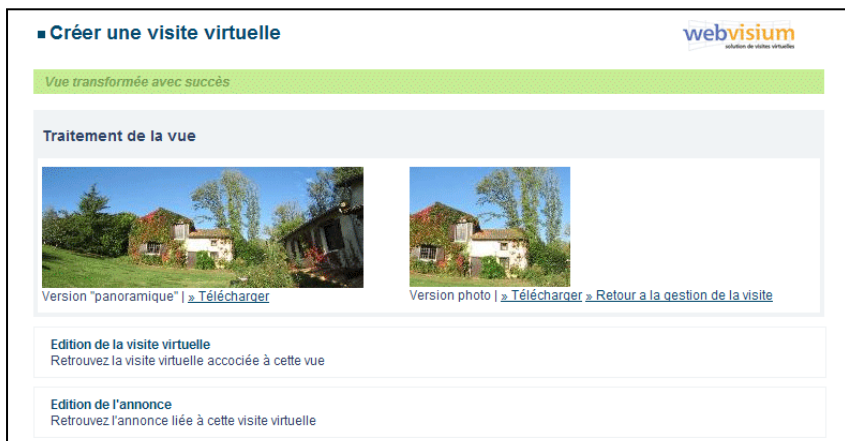 Créer une visite virtuelle
webvisium
solution de visites virtuelles
Vue transformée avec succès
Traitement de la vue
Version "panoramique" | » Télécharger
Version photo | » Télécharger » Retour a la gestion de la visite
Edition de la visite virtuelle
Retrouvez la visite virtuelle accociée à cette vue
Edition de l'annonce
Retrouvez l'annonce liée à cette visite virtuelle